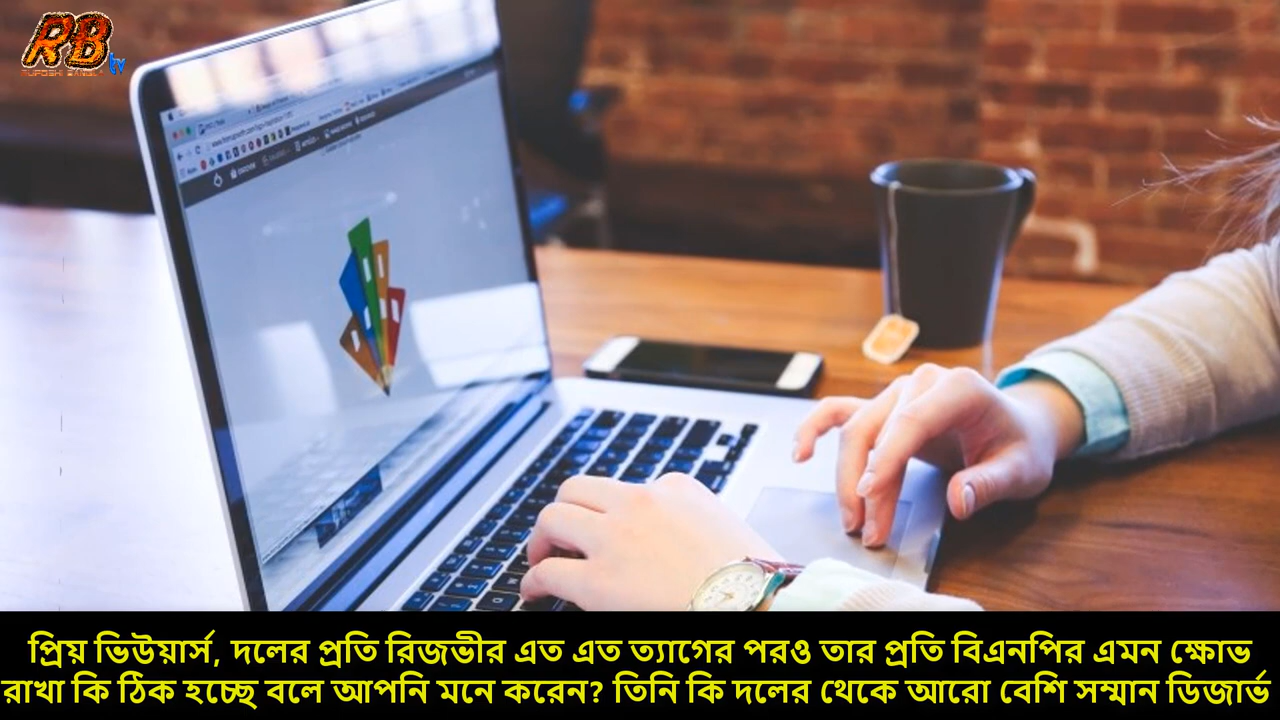 RB
tv
প্রিয় ভিউয়ার্স, দলের প্রতি রিজভীর এত এত ত্যাগের পরও তার প্রতি বিএনপির এমন ক্ষোভ
রাখা কি ঠিক হচ্ছে বলে আপনি মনে করেন? তিনি কি দলের থেকে আরো বেশি সম্মান ডিজার্ভ